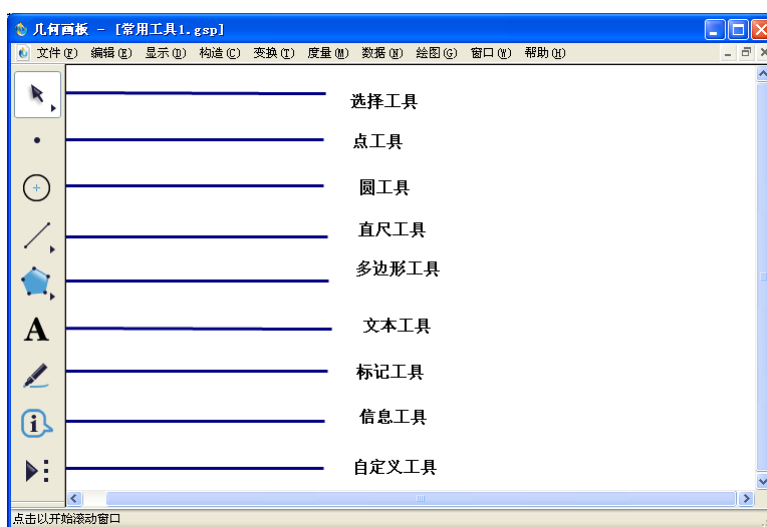 几何画板 - [常用工具1.gsp]
文件(F) 编辑(E) 显示(D) 构造(C) 变换(T) 度量(M) 数据(N) 绘图(G) 窗口(W) 帮助(H)
选择工具
点工具
圆工具
直尺工具
多边形工具
A 文本工具
标记工具
i 信息工具
自定义工具
点击以开始滚动窗口